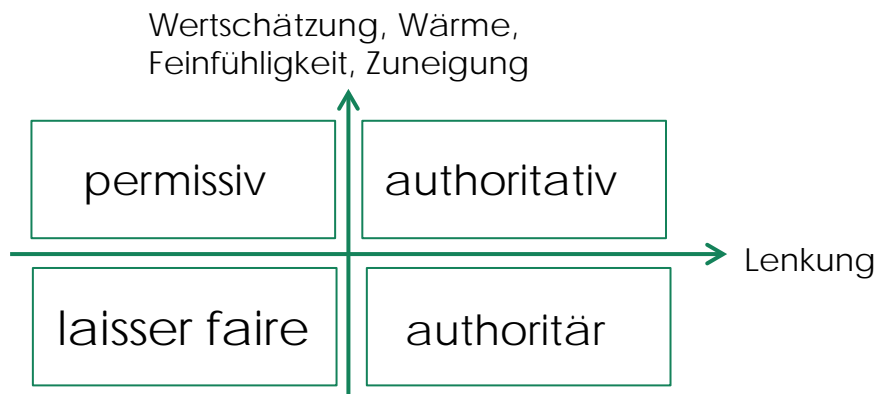 Wertschätzung, Wärme,
Feinfühligkeit, Zuneigung
permissiv
authoritativ
Lenkung
laisser faire
authoritär